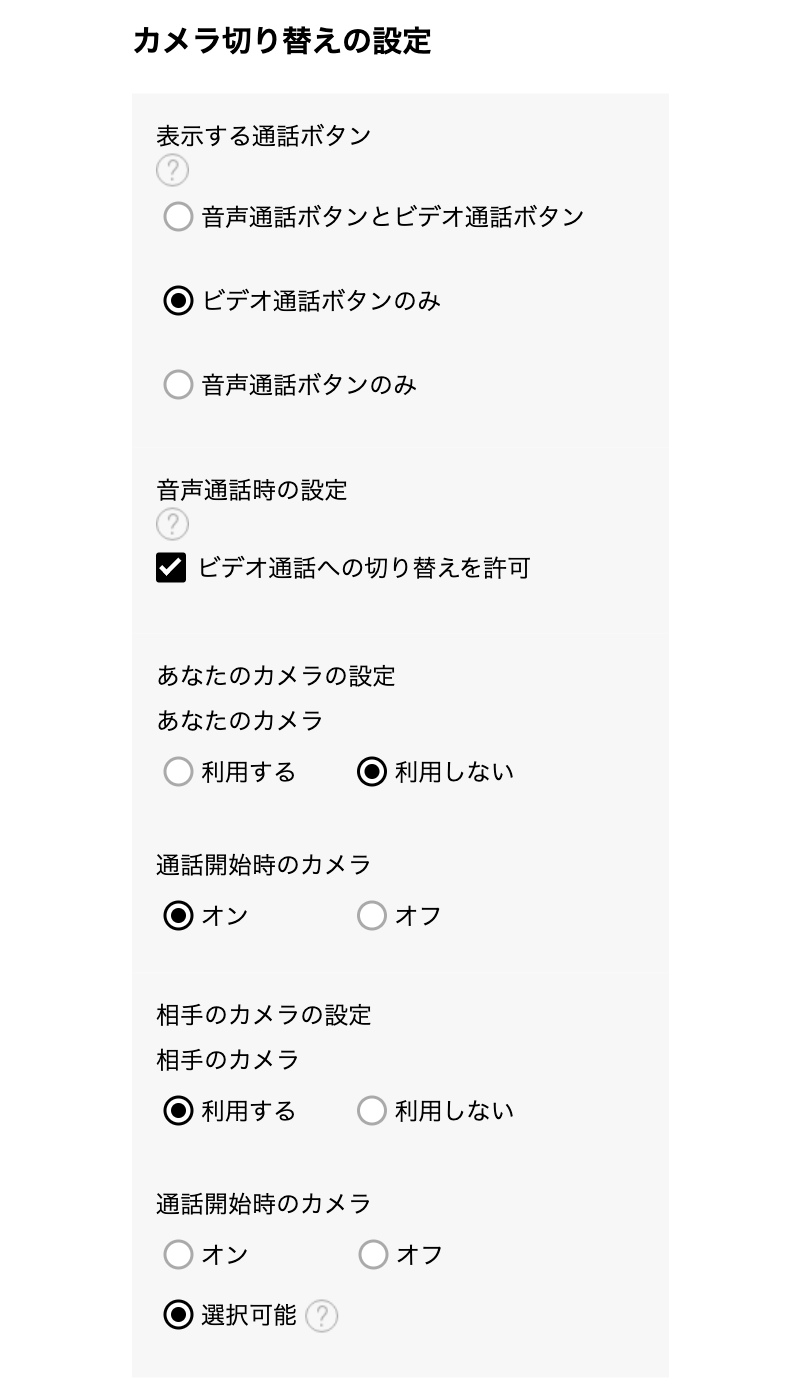 カメラ切り替えの設定
表示する通話ボタン
?
音声通話ボタンとビデオ通話ボタン
ビデオ通話ボタンのみ
音声通話ボタンのみ
音声通話時の設定
?
ビデオ通話への切り替えを許可
あなたのカメラの設定
あなたのカメラ
利用する 利用しない
通話開始時のカメラ
オン オフ
相手のカメラの設定
相手のカメラ
利用する 利用しない
通話開始時のカメラ
オン オフ
選択可能 ?